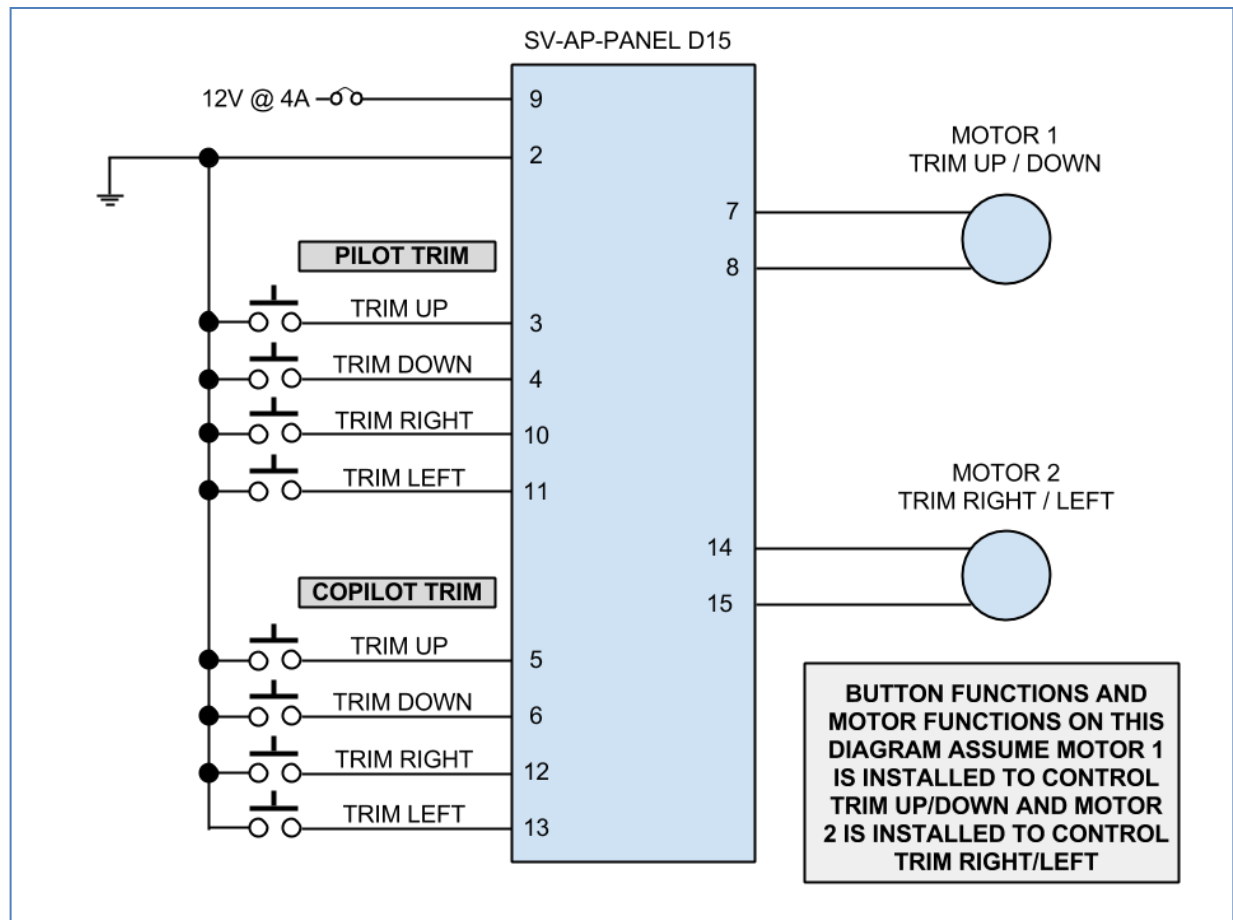 SV-AP-PANEL D15
12V @ 4A
9
2
MOTOR 1
TRIM UP / DOWN
7
8
PILOT TRIM
TRIM UP
3
TRIM DOWN
4
TRIM RIGHT
10
TRIM LEFT
11
MOTOR 2
TRIM RIGHT / LEFT
14
15
COPILOT TRIM
TRIM UP
5
TRIM DOWN
6
TRIM RIGHT
12
TRIM LEFT
13
BUTTON FUNCTIONS AND
MOTOR FUNCTIONS ON THIS
DIAGRAM ASSUME MOTOR 1
IS INSTALLED TO CONTROL
TRIM UP/DOWN AND MOTOR
2 IS INSTALLED TO CONTROL
TRIM RIGHT/LEFT